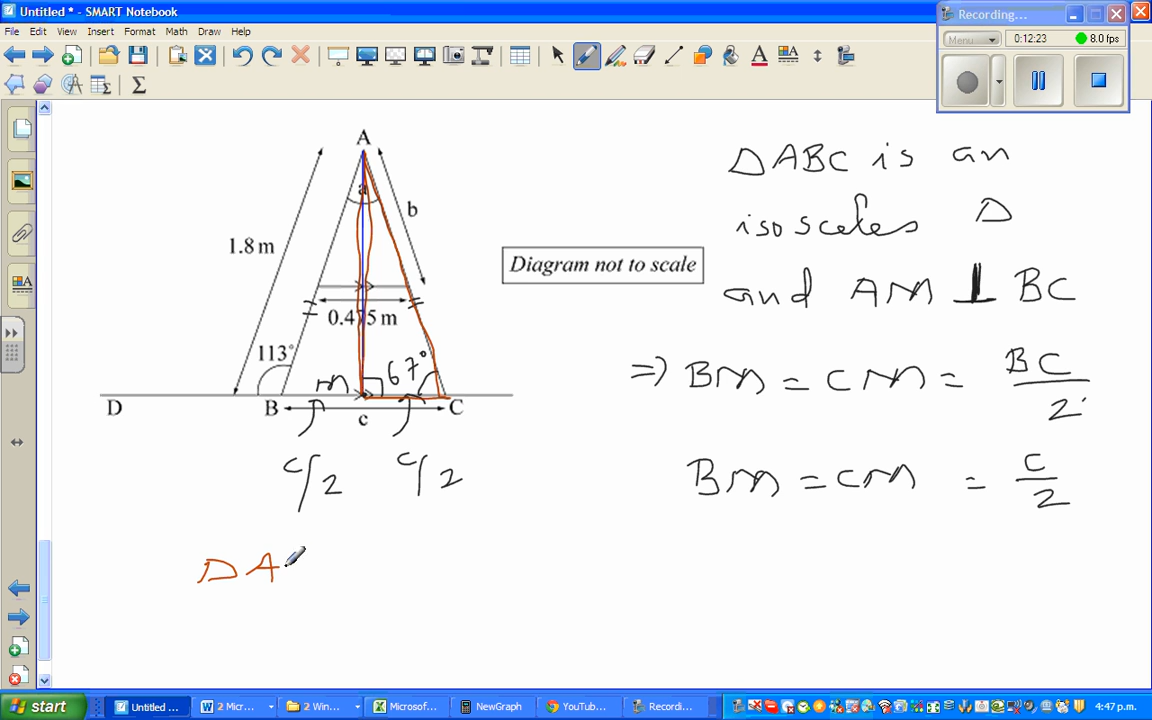 Untitled * - SMART Notebook
Recording...
File Edit View Insert Format Math Draw Help
Menu 0:12:23 8.0 fps
A
a
b
1.8 m
0.475 m
113°
67°
m
D B C
c
c/2 c/2
Diagram not to scale
ΔABC is an
isosceles Δ
and AM ⊥ BC
=> BM = CM = BC/2
BM = CM = c/2
Δ A
start Untitled ... 2 Micr... 2 Win... Microsof... NewGraph YouTub... Recordi... 4:47 p.m.